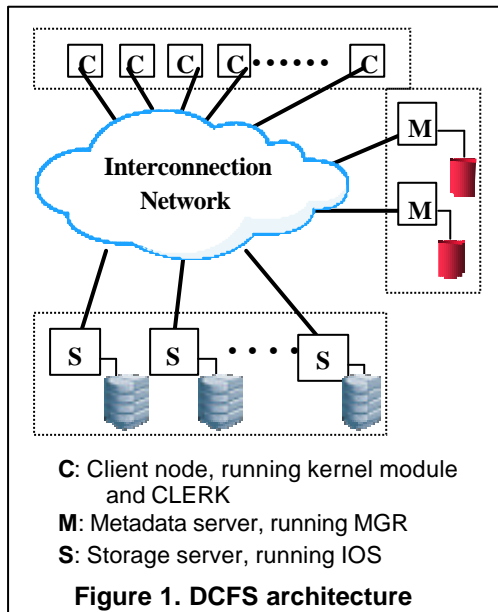 C C C C C
Interconnection
Network
M
M
S S S
C: Client node, running kernel module
and CLERK
M: Metadata server, running MGR
S: Storage server, running IOS
Figure 1. DCFS architecture